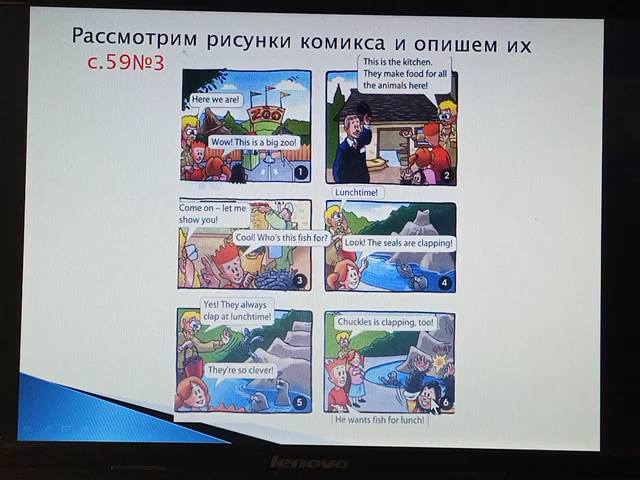 Рассмотрим рисунки комикса и опишем их
с.59№3
Here we are!
ZOO
Wow! This is a big zoo!
1
This is the kitchen.
They make food for all
the animals here!
2
Come on – let me
show you!
Cool! Who's this fish for?
3
Lunchtime!
Look! The seals are clapping!
4
Yes! They always
clap at lunchtime!
They're so clever!
5
Chuckles is clapping, too!
6
He wants fish for lunch!
lenovo